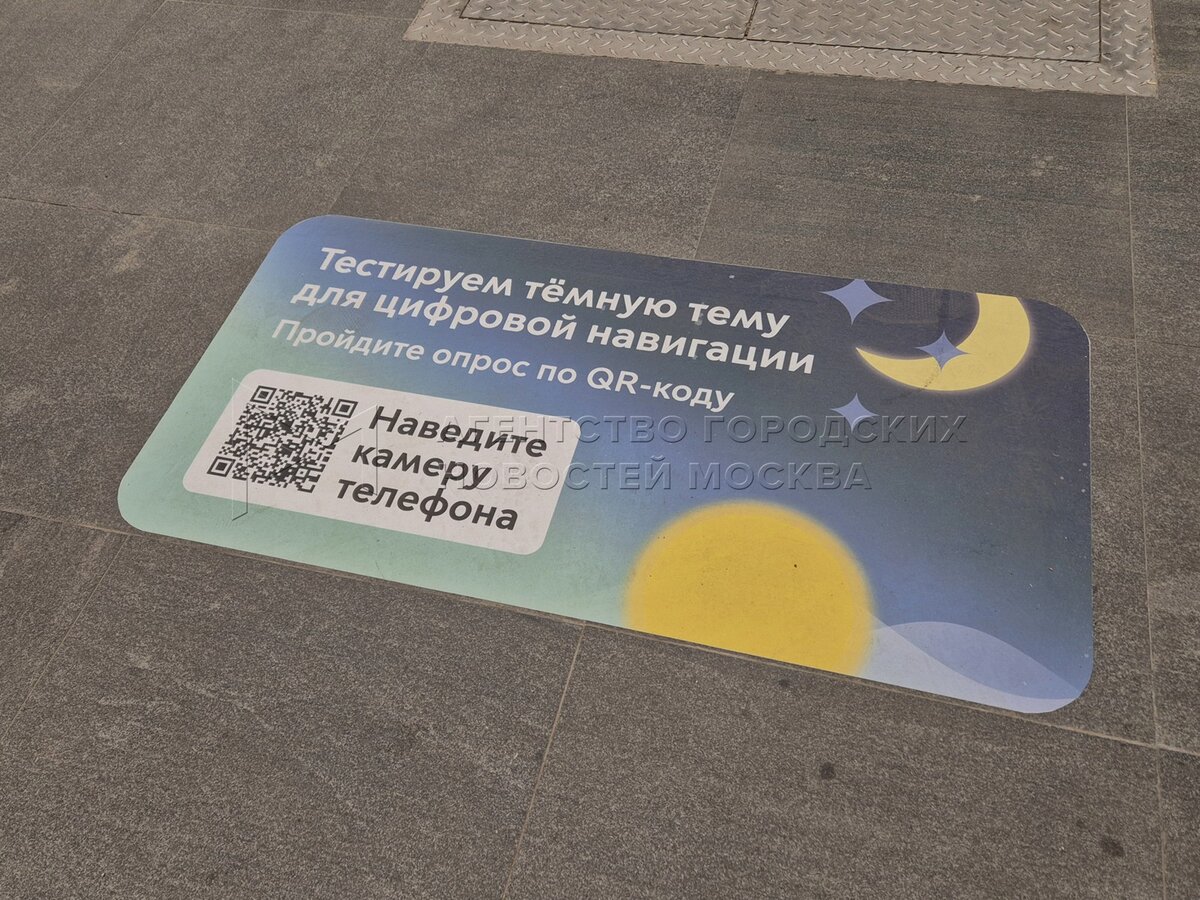 Тестируем тёмную тему
для цифровой навигации
Пройдите опрос по QR-коду
Наведите
камеру
телефона
АГЕНТСТВО ГОРОДСКИХ
НОВОСТЕЙ МОСКВА